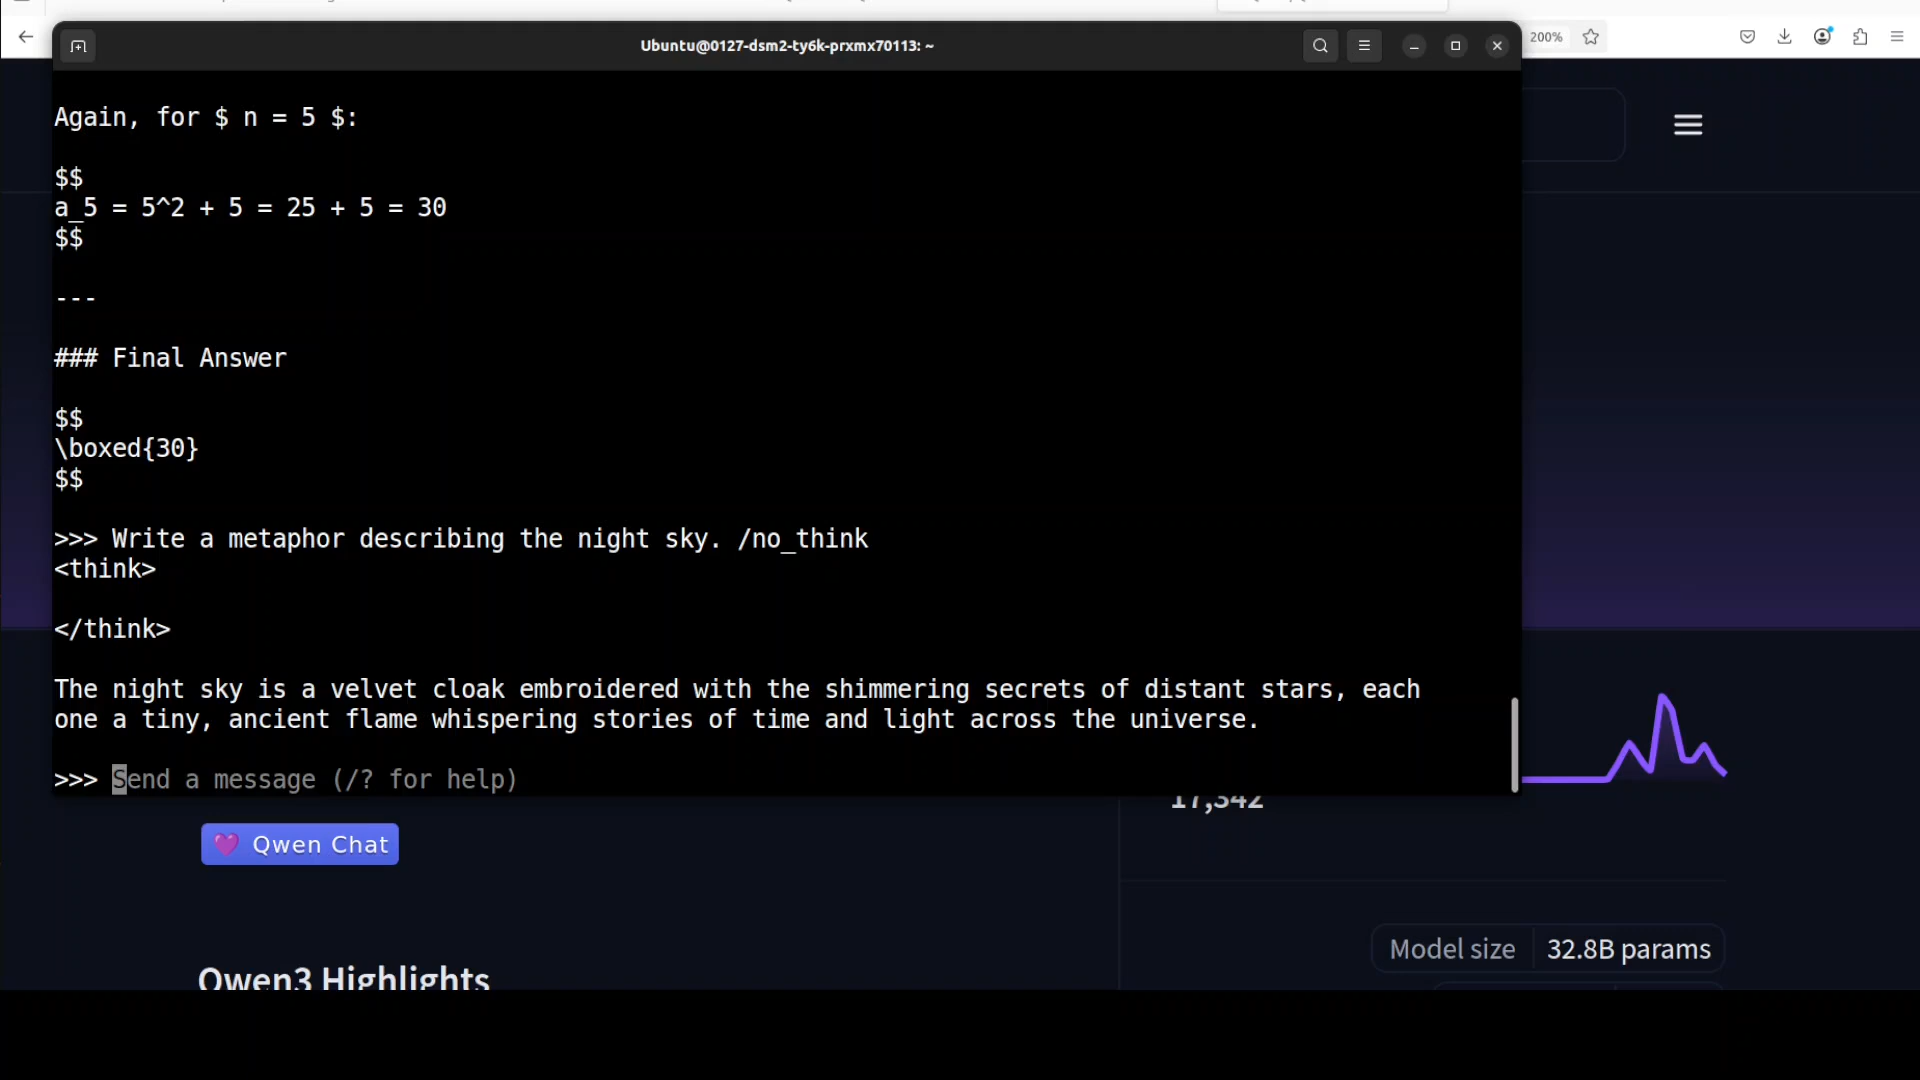 Ubuntu@0127-dsm2-ty6k-prxmx70113: ~
200%
Again, for $ n = 5 $:
$$
a_5 = 5^2 + 5 = 25 + 5 = 30
$$
---
### Final Answer
$$
\boxed{30}
$$
>>> Write a metaphor describing the night sky. /no_think
<think>
</think>
The night sky is a velvet cloak embroidered with the shimmering secrets of distant stars, each
one a tiny, ancient flame whispering stories of time and light across the universe.
>>> Send a message (/? for help)
17,342
💜 Qwen Chat
Model size 32.8B params
Qwen3 Highlights